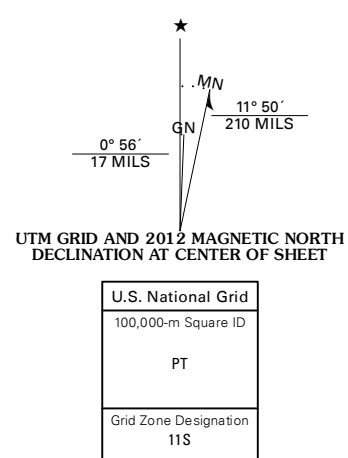 ★
MN
GN
11° 50´
210 MILS
0° 56´
17 MILS
UTM GRID AND 2012 MAGNETIC NORTH
DECLINATION AT CENTER OF SHEET
U.S. National Grid
100,000-m Square ID
PT
Grid Zone Designation
11S